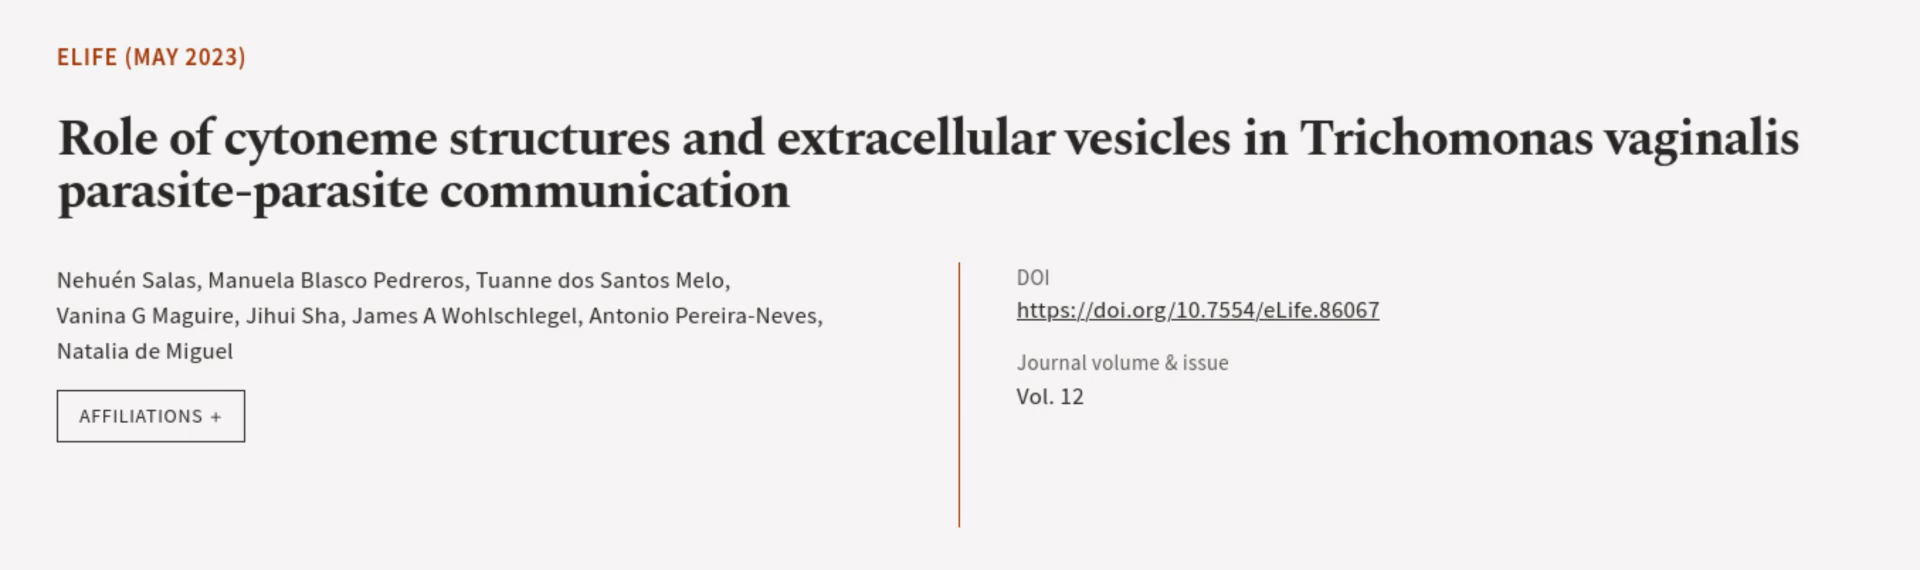 ELIFE (MAY 2023)
Role of cytoneme structures and extracellular vesicles in Trichomonas vaginalis
parasite-parasite communication
Nehuén Salas, Manuela Blasco Pedreros, Tuanne dos Santos Melo,
Vanina G Maguire, Jihui Sha, James A Wohlschlegel, Antonio Pereira-Neves,
Natalia de Miguel
AFFILIATIONS +
DOI
https://doi.org/10.7554/eLife.86067
Journal volume & issue
Vol. 12